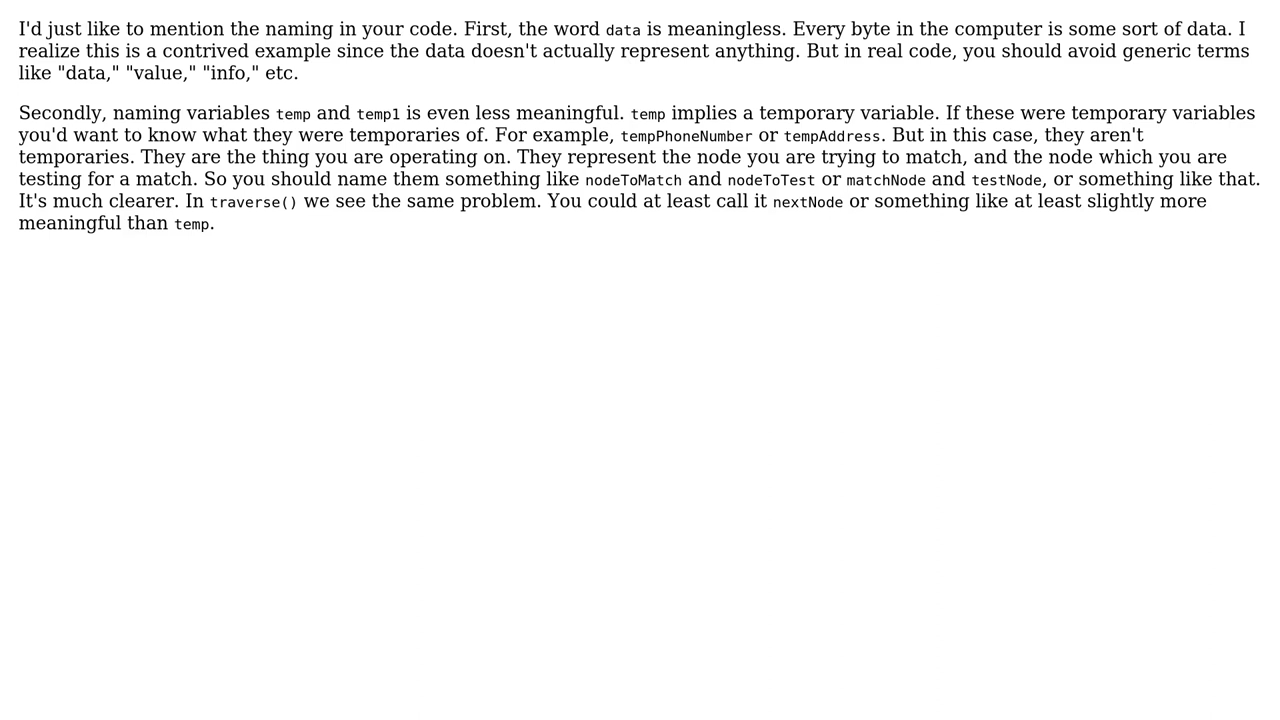 I'd just like to mention the naming in your code. First, the word data is meaningless. Every byte in the computer is some sort of data. I
realize this is a contrived example since the data doesn't actually represent anything. But in real code, you should avoid generic terms
like "data," "value," "info," etc.
Secondly, naming variables temp and temp1 is even less meaningful. temp implies a temporary variable. If these were temporary variables
you'd want to know what they were temporaries of. For example, tempPhoneNumber or tempAddress. But in this case, they aren't
temporaries. They are the thing you are operating on. They represent the node you are trying to match, and the node which you are
testing for a match. So you should name them something like nodeToMatch and nodeToTest or matchNode and testNode, or something like that.
It's much clearer. In traverse() we see the same problem. You could at least call it nextNode or something like at least slightly more
meaningful than temp.